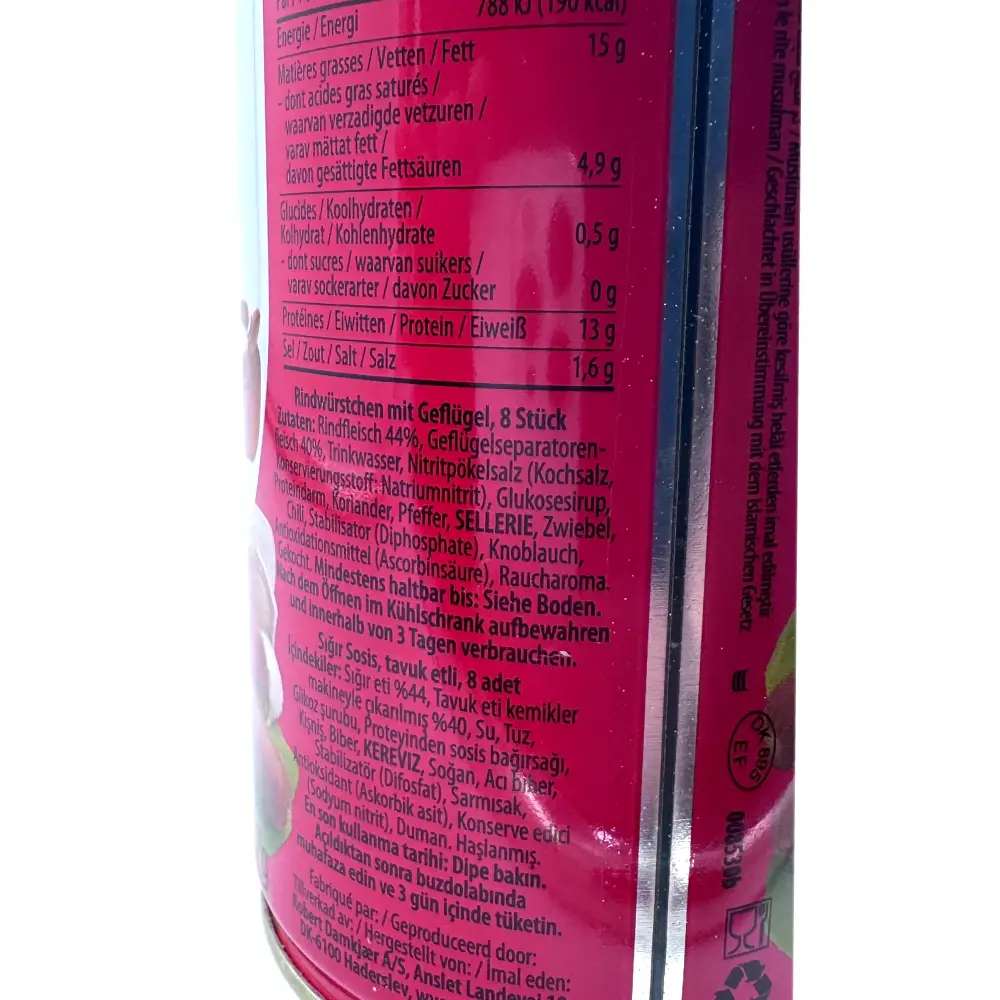 788 kJ (190 kcal)
Energie / Energi
Matières grasses / Vetten / Fett 15 g
- dont acides gras saturés /
waarvan verzadigde vetzuren /
varav mättat fett /
davon gesättigte Fettsäuren 4,9 g
Glucides / Koolhydraten /
Kolhydrat / Kohlenhydrate 0,5 g
- dont sucres / waarvan suikers /
varav sockerarter / davon Zucker 0 g
Protéines / Eiwitten / Protein / Eiweiß 13 g
Sel / Zout / Salt / Salz 1,6 g
Rindwürstchen mit Geflügel, 8 Stück
Zutaten: Rindfleisch 44%, Geflügelseparatoren-
fleisch 40%, Trinkwasser, Nitritpökelsalz (Kochsalz,
Konservierungsstoff: Natriumnitrit), Glukosesirup,
Proteindarm, Koriander, Pfeffer, SELLERIE, Zwiebel,
Chili, Stabilisator (Diphosphate), Knoblauch,
Antioxidationsmittel (Ascorbinsäure), Raucharoma.
Gekocht. Mindestens haltbar bis: Siehe Boden.
Nach dem Öffnen im Kühlschrank aufbewahren
und innerhalb von 3 Tagen verbrauchen.
Sığır Sosis, tavuk etli, 8 adet
İçindekiler: Sığır eti %44, Tavuk eti kemikler
makineyle çıkarılmış %40, Su, Tuz,
Glikoz şurubu, Proteyinden sosis bağırsağı,
Kişniş, Biber, KEREVIZ, Soğan, Acı Biber,
Stabilizatör (Difosfat), Sarmısak,
Antioksidant (Askorbik asit), Konserve edici
(Sodyum nitrit), Duman. Haşlanmış.
En son kullanma tarihi: Dipe bakın.
Açıldıktan sonra buzdolabında
muhafaza edin ve 3 gün içinde tüketin.
Fabriqué par: / Geproduceerd door:
Tillverkad av: / Hergestellt von: / İmal eden:
Robert Damkjær A/S, Anslet Landevej
DK-6100 Haderslev,
/ Müslüman usüllerine göre kesilmiş helâl etlerden imal edilmiştir
le rite musulman / Geschlachtet in Übereinstimmung mit dem Islamischen Gesetz
DK 895
EF